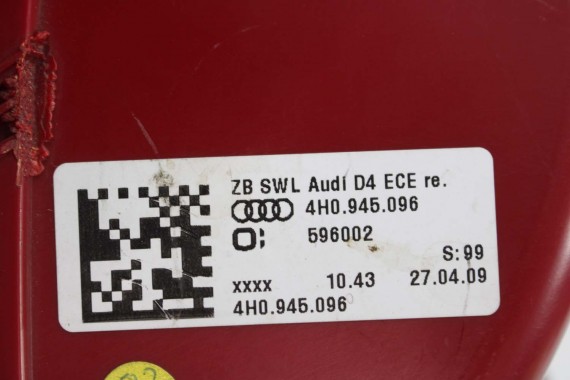 ZB SWL Audi D4 ECE re.
4H0.945.096
596002
S:99
xxxx 10.43 27.04.09
4H0.945.096